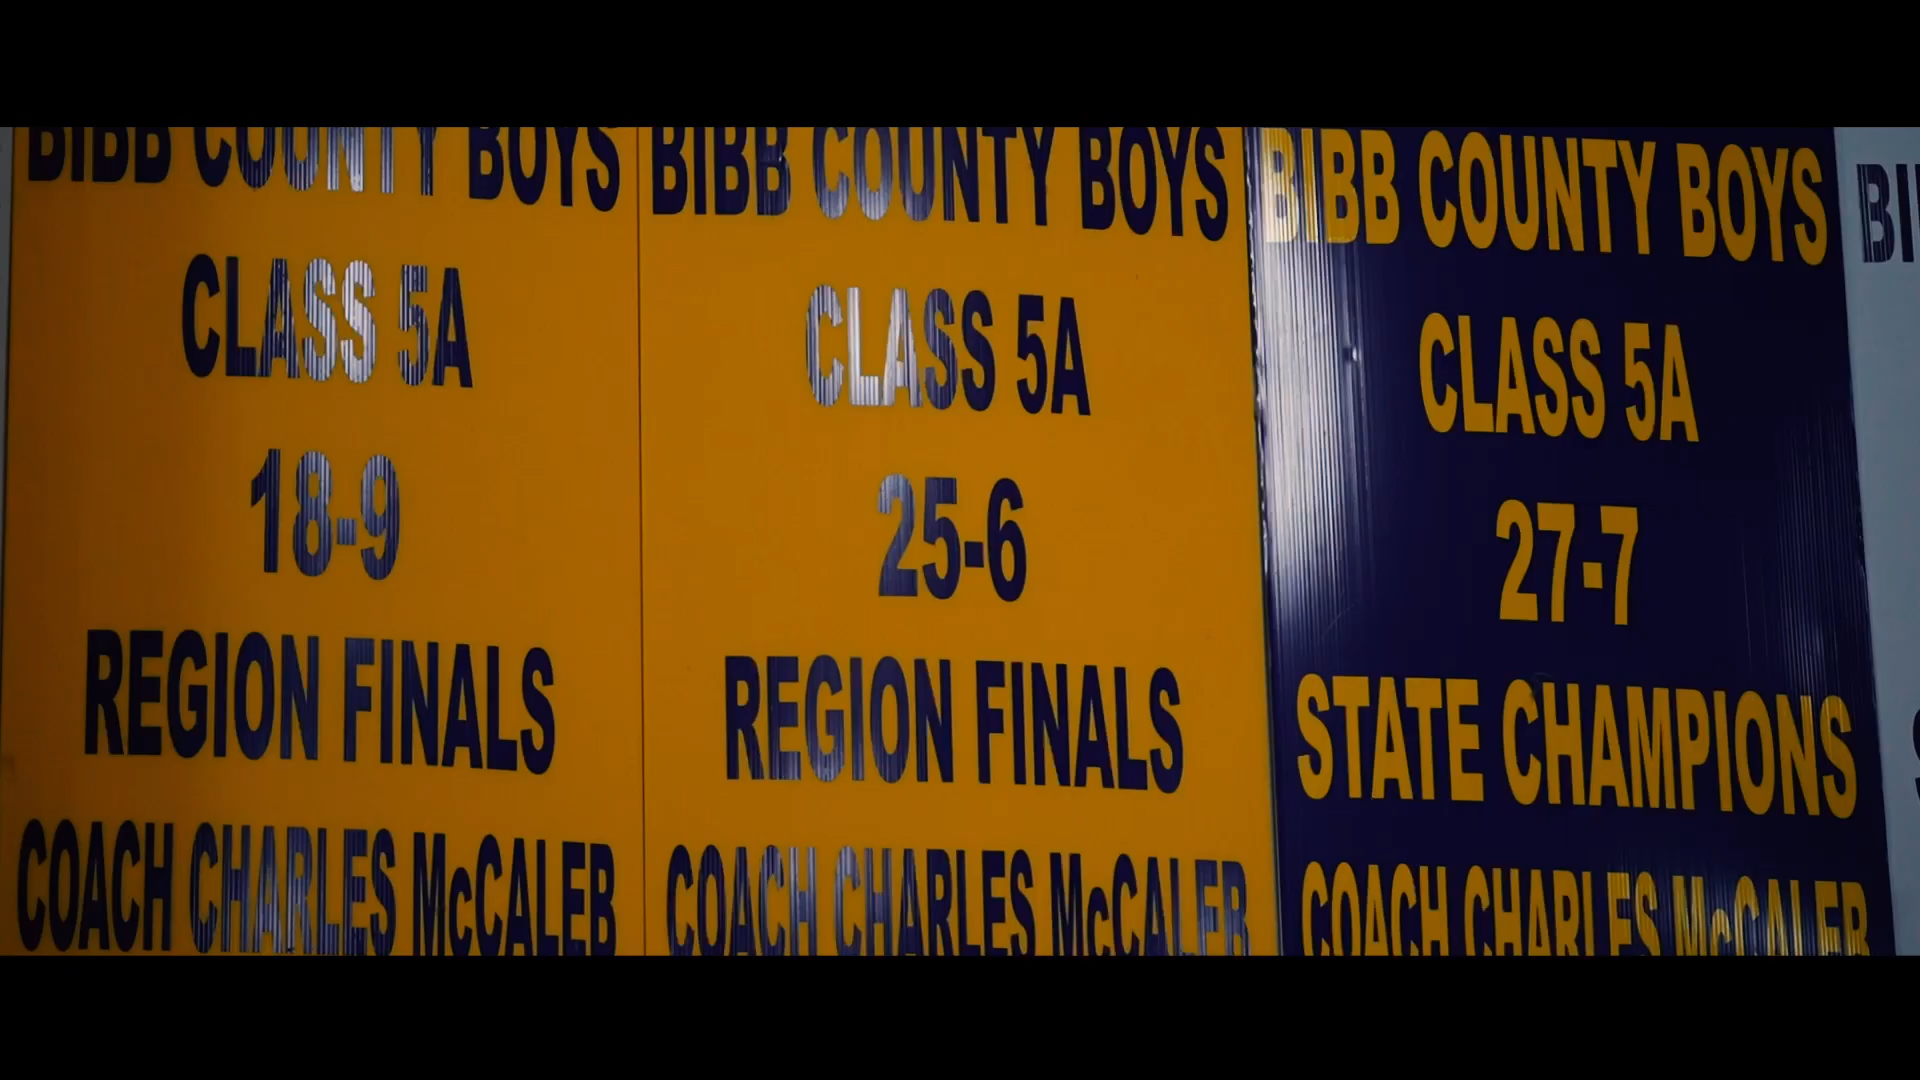 BIBB COUNTY BOYS
CLASS 5A
18-9
REGION FINALS
COACH CHARLES McCALEB
BIBB COUNTY BOYS
CLASS 5A
25-6
REGION FINALS
COACH CHARLES McCALEB
BIBB COUNTY BOYS
CLASS 5A
27-7
STATE CHAMPIONS
COACH CHARLES McCALEB